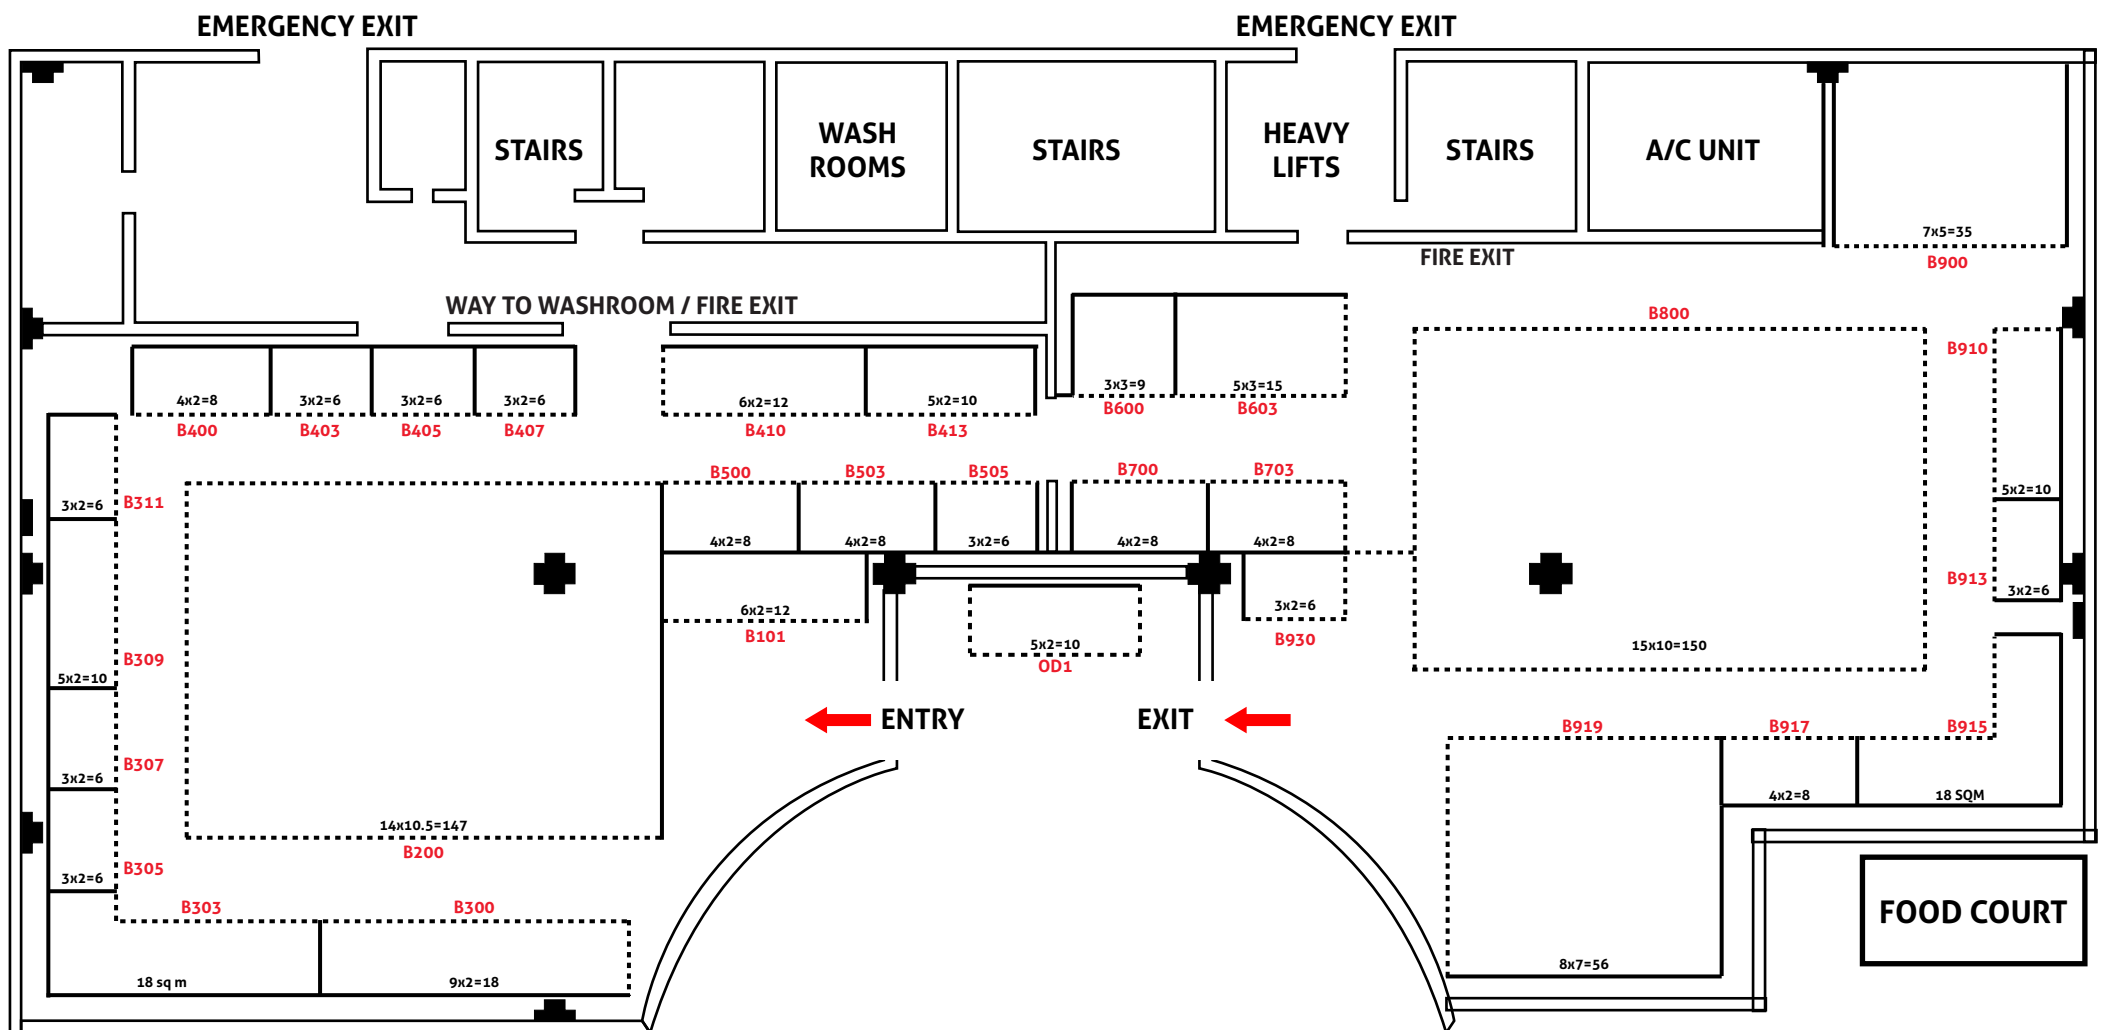 EMERGENCY EXIT
EMERGENCY EXIT
STAIRS
WASH
ROOMS
STAIRS
HEAVY
LIFTS
STAIRS
A/C UNIT
7x5=35
B900
FIRE EXIT
WAY TO WASHROOM / FIRE EXIT
B800
B910
4x2=8
B400
3x2=6
B403
3x2=6
B405
3x2=6
B407
6x2=12
B410
5x2=10
B413
3x3=9
B600
5x3=15
B603
B500
B503
B505
B700
B703
3x2=6
B311
4x2=8
4x2=8
3x2=6
4x2=8
4x2=8
5x2=10
B913
3x2=6
6x2=12
B101
5x2=10
OD1
3x2=6
B930
15x10=150
B309
5x2=10
ENTRY
EXIT
B919
B917
B915
B307
3x2=6
4x2=8
18 SQM
14x10.5=147
B200
B305
3x2=6
B303
B300
FOOD COURT
18 sq m
9x2=18
8x7=56